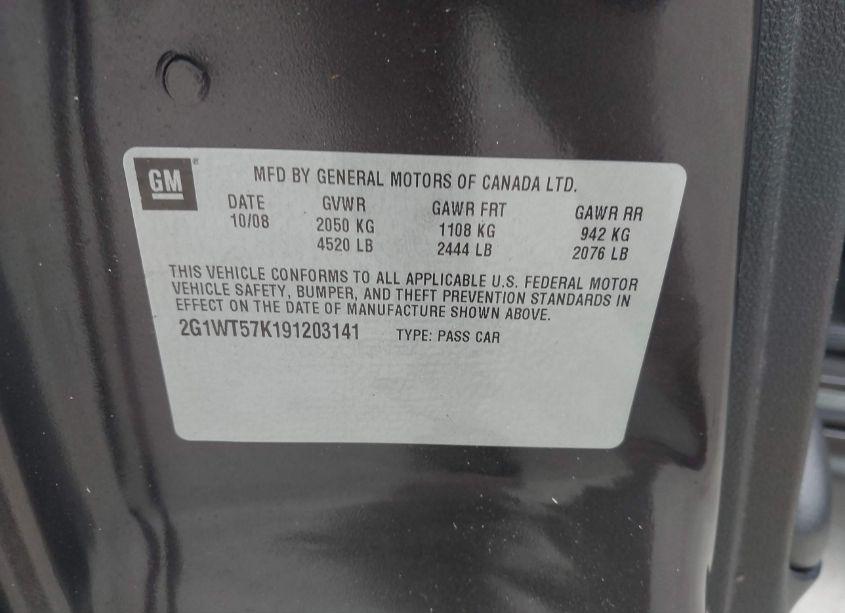 GM ®
MFD BY GENERAL MOTORS OF CANADA LTD.
DATE GVWR GAWR FRT GAWR RR
10/08 2050 KG 1108 KG 942 KG
4520 LB 2444 LB 2076 LB
THIS VEHICLE CONFORMS TO ALL APPLICABLE U.S. FEDERAL MOTOR
VEHICLE SAFETY, BUMPER, AND THEFT PREVENTION STANDARDS IN
EFFECT ON THE DATE OF MANUFACTURE SHOWN ABOVE.
2G1WT57K191203141 TYPE: PASS CAR